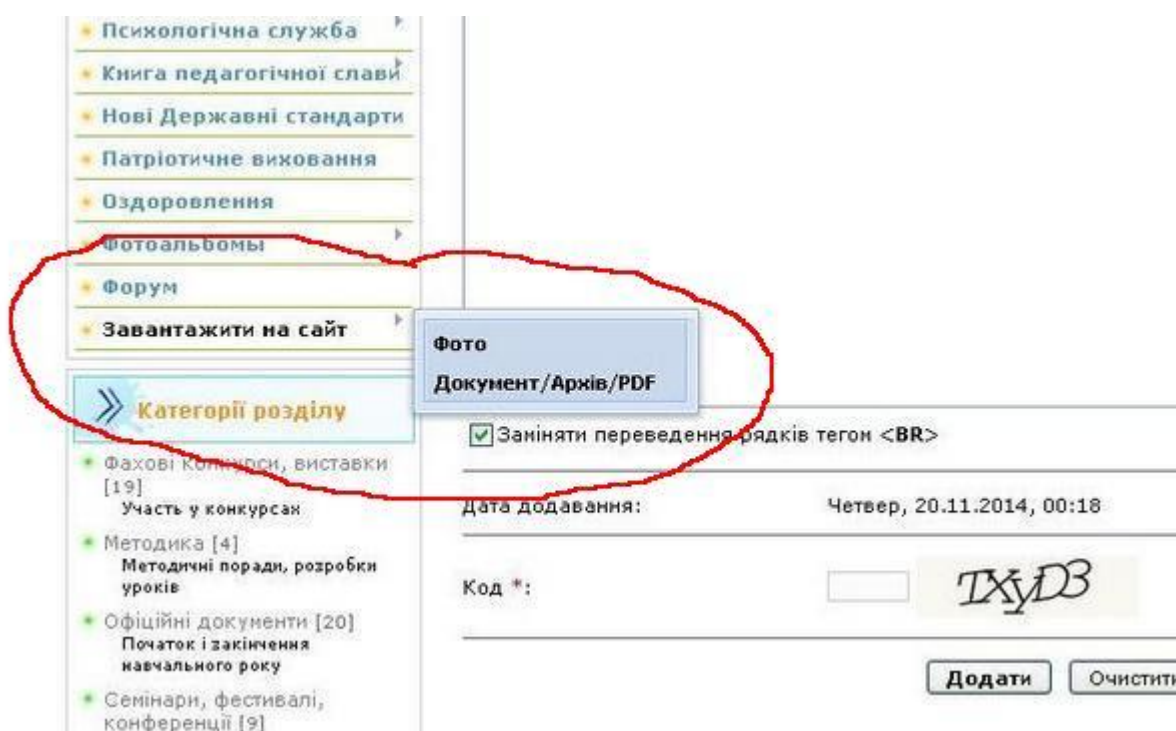 Психологічна служба
Книга педагогічної слави
Нові Державні стандарти
Патріотичне виховання
Оздоровлення
Фотоальбомы
Форум
Завантажити на сайт
Фото
Документ/Архів/PDF
Категорії розділу
Фахові конкурси, виставки
[19]
Участь у конкурсах
Методика [4]
Методичні поради, розробки
уроків
Офіційні документи [20]
Початок і закінчення
навчального року
Семінари, фестивалі,
конференції [9]
Заміняти переведення рядків тегом <BR>
Дата додавання:
Четвер, 20.11.2014, 00:18
Код *:
TXyD3
Додати
Очистити